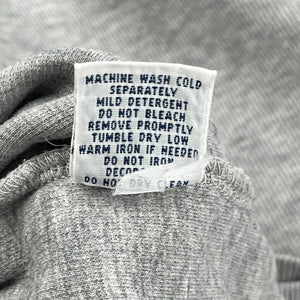 MACHINE WASH COLD
SEPARATELY
MILD DETERGENT
DO NOT BLEACH
REMOVE PROMPTLY
TUMBLE DRY LOW
WARM IRON IF NEEDED
DO NOT IRON
DO NOT DRY CLEAN